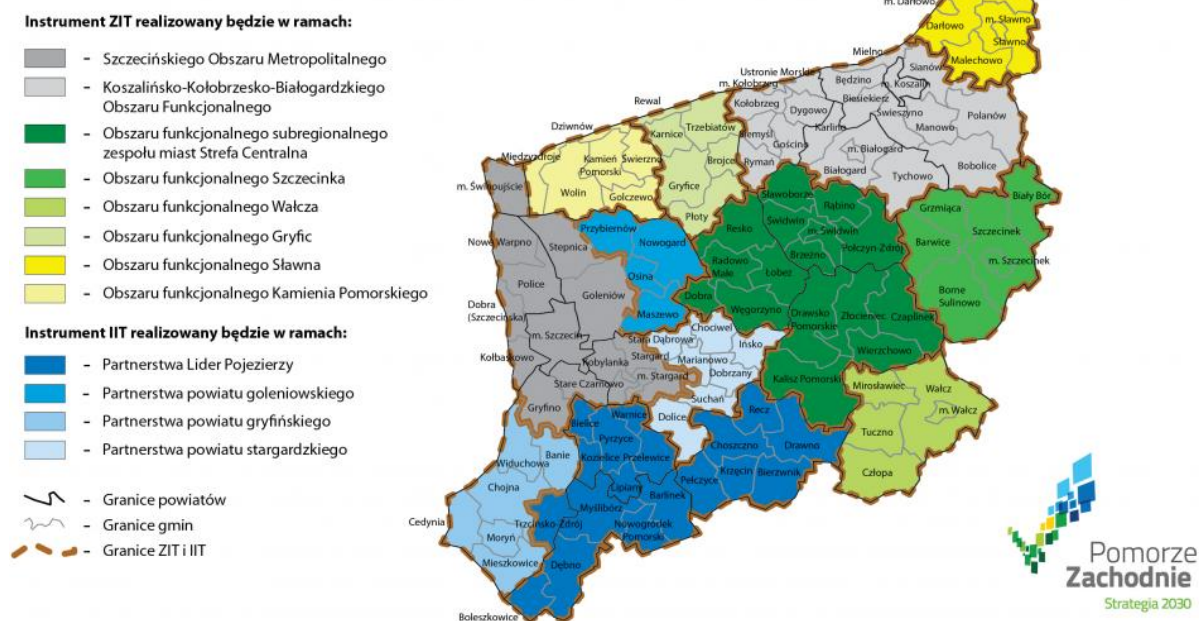 Instrument ZIT realizowany będzie w ramach:
- Szczecińskiego Obszaru Metropolitalnego
- Koszalińsko-Kołobrzesko-Białogardzkiego
Obszaru Funkcjonalnego
- Obszaru funkcjonalnego subregionalnego
zespołu miast Strefa Centralna
- Obszaru funkcjonalnego Szczecinka
- Obszaru funkcjonalnego Wałcza
- Obszaru funkcjonalnego Gryfic
- Obszaru funkcjonalnego Sławna
- Obszaru funkcjonalnego Kamienia Pomorskiego
Instrument IIT realizowany będzie w ramach:
- Partnerstwa Lider Pojezierzy
- Partnerstwa powiatu goleniowskiego
- Partnerstwa powiatu gryfińskiego
- Partnerstwa powiatu stargardzkiego
- Granice powiatów
- Granice gmin
- Granice ZIT i IIT
m. Darłowo
Darłowo
m. Sławno
Sławno
Malechowo
Mielno
Sianów
Ustronie Morskie
Będzino
m. Koszalin
m. Kołobrzeg
Kołobrzeg
Dygowo
Biesiekierz
Świeszyno
Polanów
Manowo
Karlino
Siemyśl
Gościno
m. Białogard
Rymań
Białogard
Tychowo
Bobolice
Rewal
Trzebiatów
Karnice
Brojce
Gryfice
Płoty
Dziwnów
Międzyzdroje
Kamień
Pomorski
Świerzno
Wolin
Golczewo
m. Świnoujście
Nowe Warpno
Stepnica
Przybiernów
Nowogard
Osina
Maszewo
Police
Goleniów
Dobra
(Szczecińska)
m. Szczecin
Kołbaskowo
Kobylanka
Stare Czarnowo
Gryfino
Stargard
m. Stargard
Stara Dąbrowa
Chociwel
Ińsko
Marianowo
Dobrzany
Suchań
Dolice
Sławoborze
Rąbino
Świdwin
m. Świdwin
Resko
Połczyn-Zdrój
Brzeżno
Radowo
Małe
Łobez
Dobra
Węgorzyno
Drawsko
Pomorskie
Złocieniec
Czaplinek
Wierzchowo
Kalisz Pomorski
Biały Bór
Grzmiąca
Szczecinek
Barwice
m. Szczecinek
Borne
Sulinowo
Mirosławiec
Wałcz
m. Wałcz
Tuczno
Człopa
Recz
Choszczno
Drawno
Krzęcin
Bierzwnik
Pełczyce
Warnice
Bielice
Pyrzyce
Kozielice
Przelewice
Lipiany
Barlinek
Myślibórz
Nowogródek
Pomorski
Dębno
Boleszkowice
Banie
Widuchowa
Chojna
Cedynia
Trzcińsko-Zdrój
Moryń
Mieszkowice
Pomorze
Zachodnie
Strategia 2030